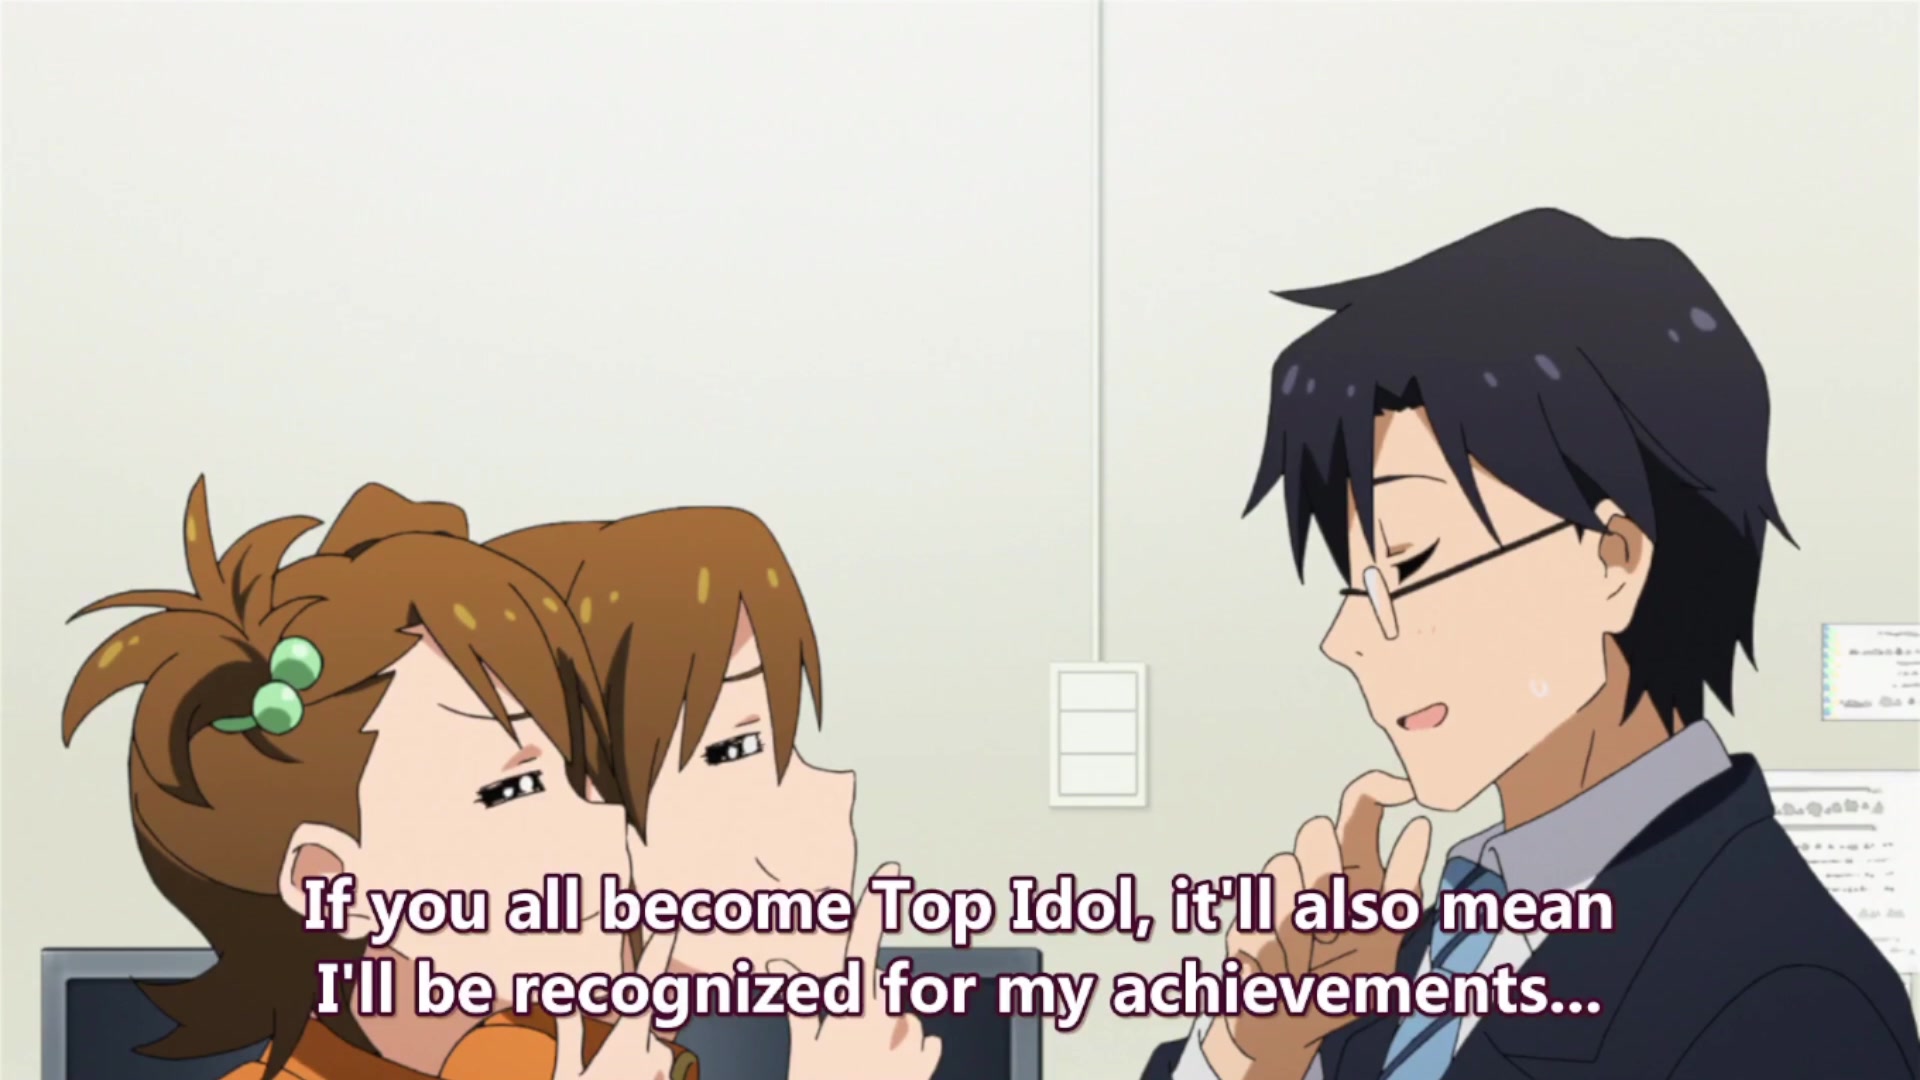 If you all become Top Idol, it'll also mean
I'll be recognized for my achievements...